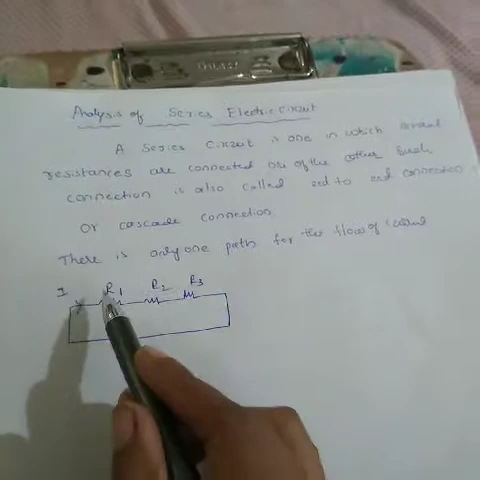 Analysis of Series Electric Circuit
A Series Circuit is one in which several
resistances are connected one of the other. Such
connection is also called end to end connection
Or cascade connection.
There is only one path for the flow of Current
I R1 R2 R3